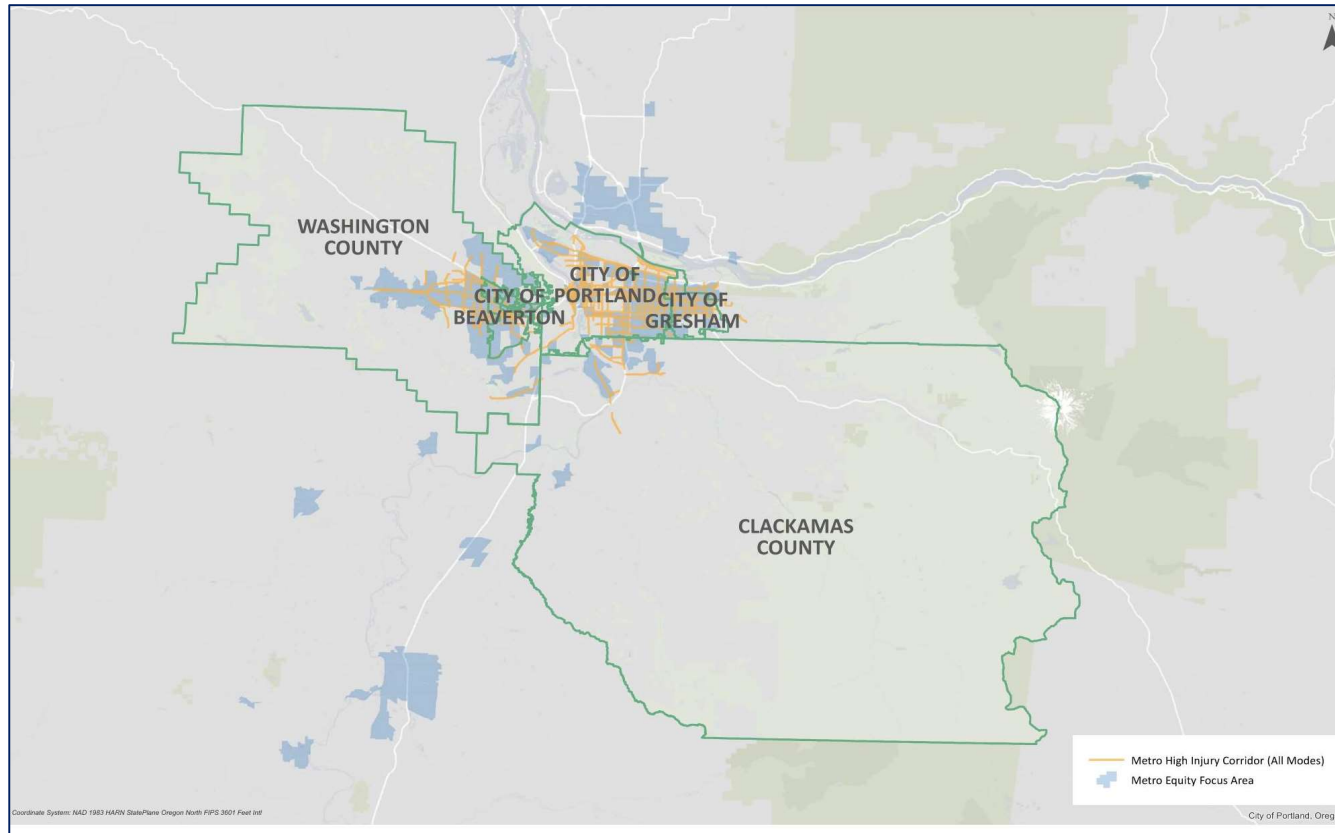 N
WASHINGTON
COUNTY
CITY OF
PORTLAND
CITY OF
BEAVERTON
CITY OF
GRESHAM
CLACKAMAS
COUNTY
Metro High Injury Corridor (All Modes)
Metro Equity Focus Area
Coordinate System: NAD 1983 HARN StatePlane Oregon North FIPS 3601 Feet Intl
City of Portland, Oreg